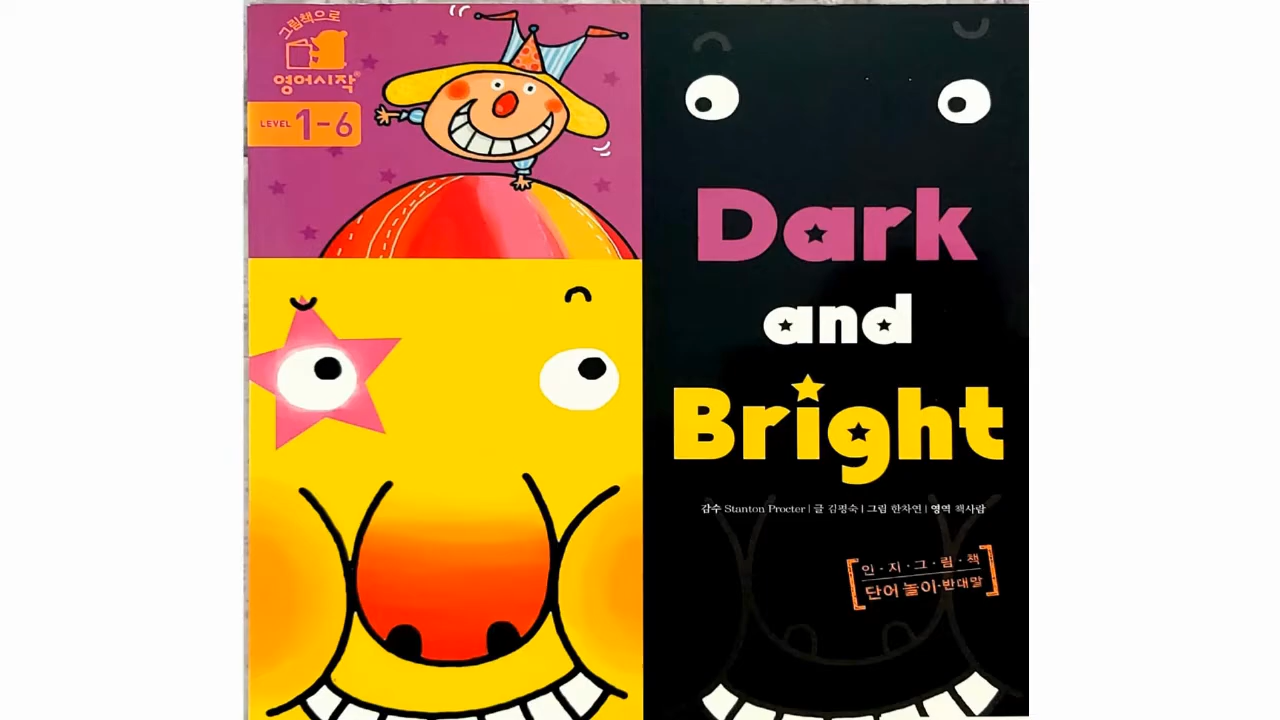 그림책으로
영어시작®
LEVEL 1-6
Dark
and
Bright
감수 Stanton Procter | 글 김평숙 | 그림 한차연 | 영역 책사람
인·지·그·림·책
단어 놀이·반대말